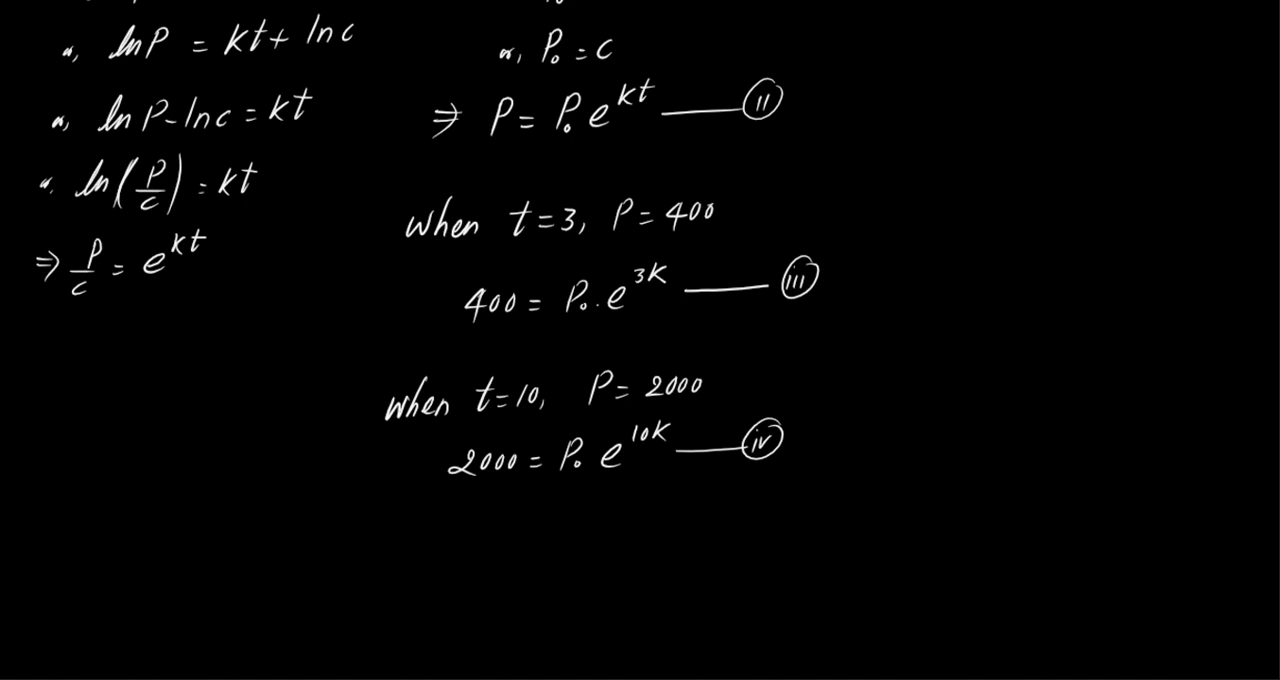 or, ln P = kt + ln c
or, ln P - ln c = kt
or, ln(P/c) = kt
⇒ P/c = e^kt
or, P₀ = c
⇒ P = P₀ e^kt —— (ii)
when t = 3, P = 400
400 = P₀ . e^3k —— (iii)
when t = 10, P = 2000
2000 = P₀ e^10k —— (iv)